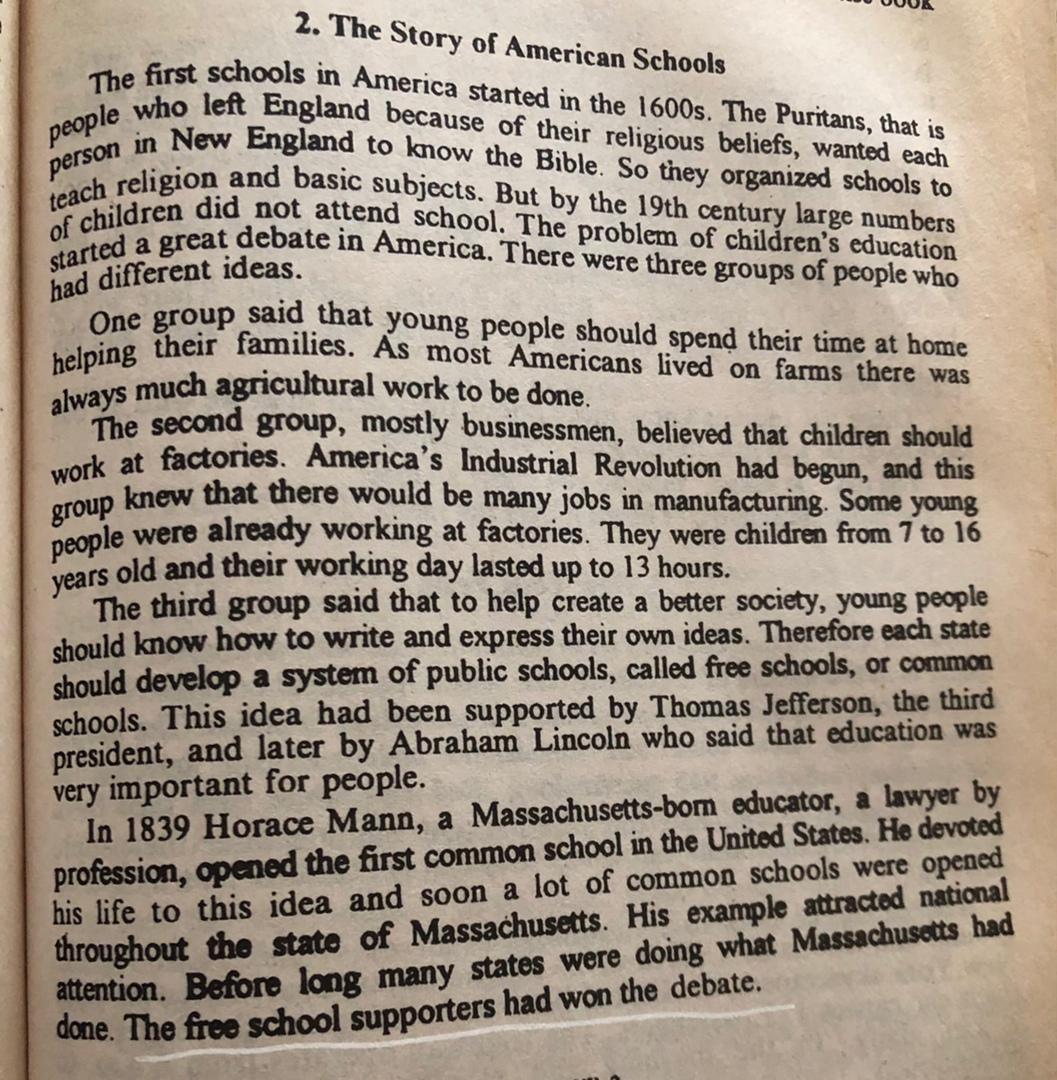 BOOK
2. The Story of American Schools
The first schools in America started in the 1600s. The Puritans, that is
people who left England because of their religious beliefs, wanted each
person in New England to know the Bible. So they organized schools to
teach religion and basic subjects. But by the 19th century large numbers
of children did not attend school. The problem of children's education
started a great debate in America. There were three groups of people who
had different ideas.
One group said that young people should spend their time at home
helping their families. As most Americans lived on farms there was
always much agricultural work to be done.
The second group, mostly businessmen, believed that children should
work at factories. America's Industrial Revolution had begun, and this
group knew that there would be many jobs in manufacturing. Some young
people were already working at factories. They were children from 7 to 16
years old and their working day lasted up to 13 hours.
The third group said that to help create a better society, young people
should know how to write and express their own ideas. Therefore each state
should develop a system of public schools, called free schools, or common
schools. This idea had been supported by Thomas Jefferson, the third
president, and later by Abraham Lincoln who said that education was
very important for people.
In 1839 Horace Mann, a Massachusetts-born educator, a lawyer by
profession, opened the first common school in the United States. He devoted
his life to this idea and soon a lot of common schools were opened
throughout the state of Massachusetts. His example attracted national
attention. Before long many states were doing what Massachusetts had
done. The free school supporters had won the debate.